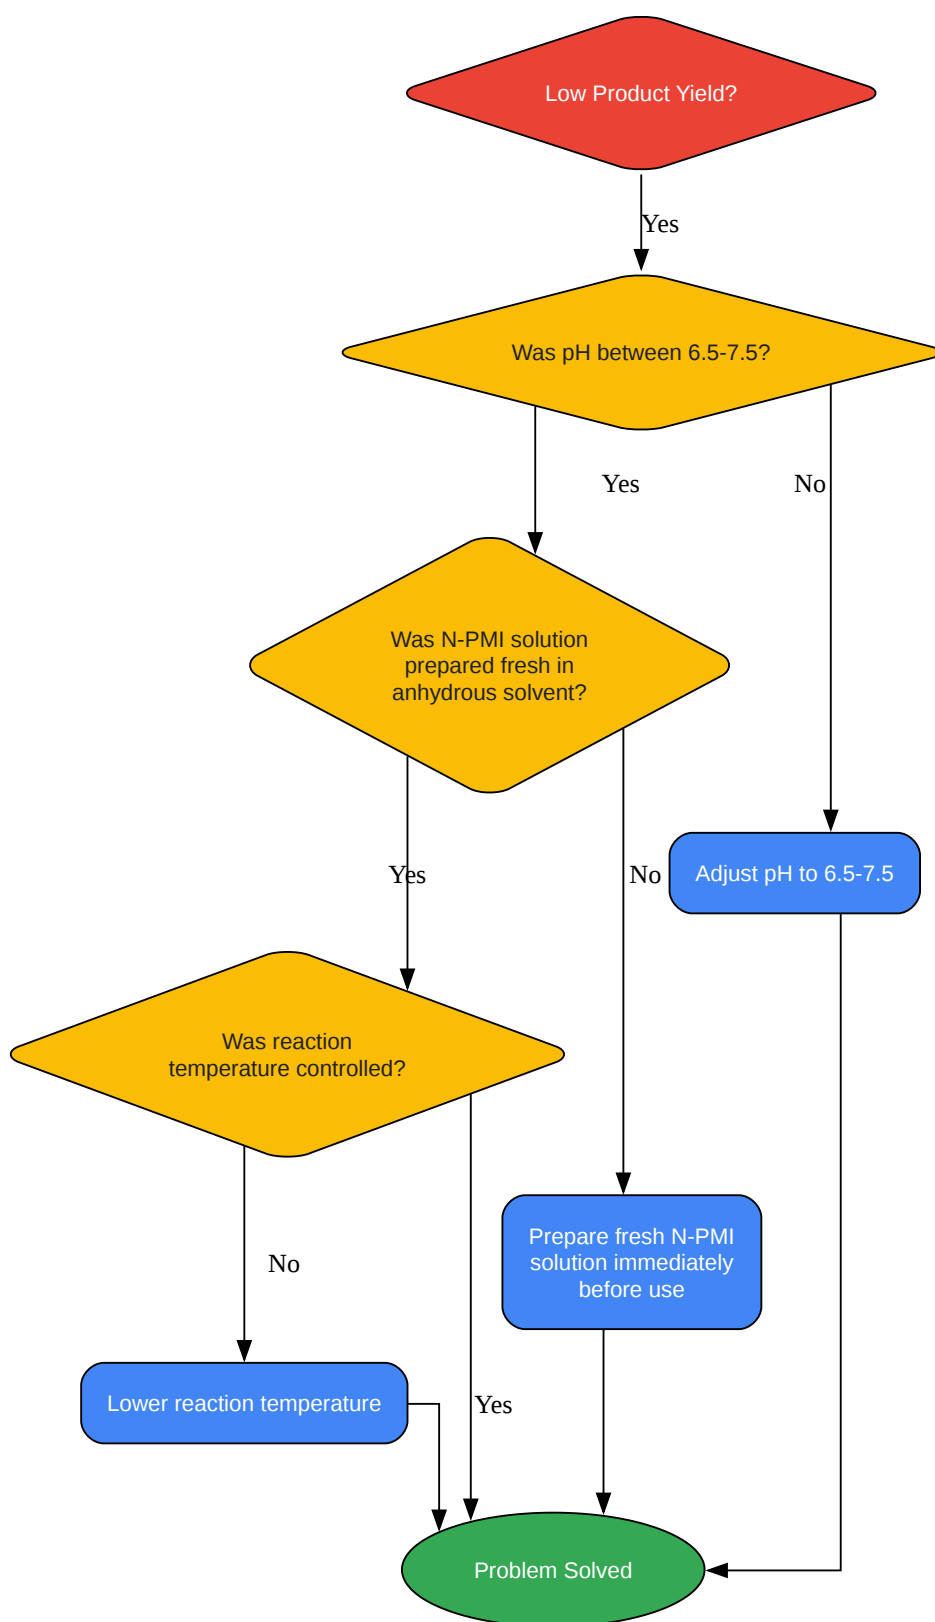 Low Product Yield?
Yes
Was pH between 6.5-7.5?
Yes
No
Was N-PMI solution
prepared fresh in
anhydrous solvent?
Yes
No
Adjust pH to 6.5-7.5
Was reaction
temperature controlled?
Prepare fresh N-PMI
solution immediately
before use
No
Lower reaction temperature
Yes
Problem Solved